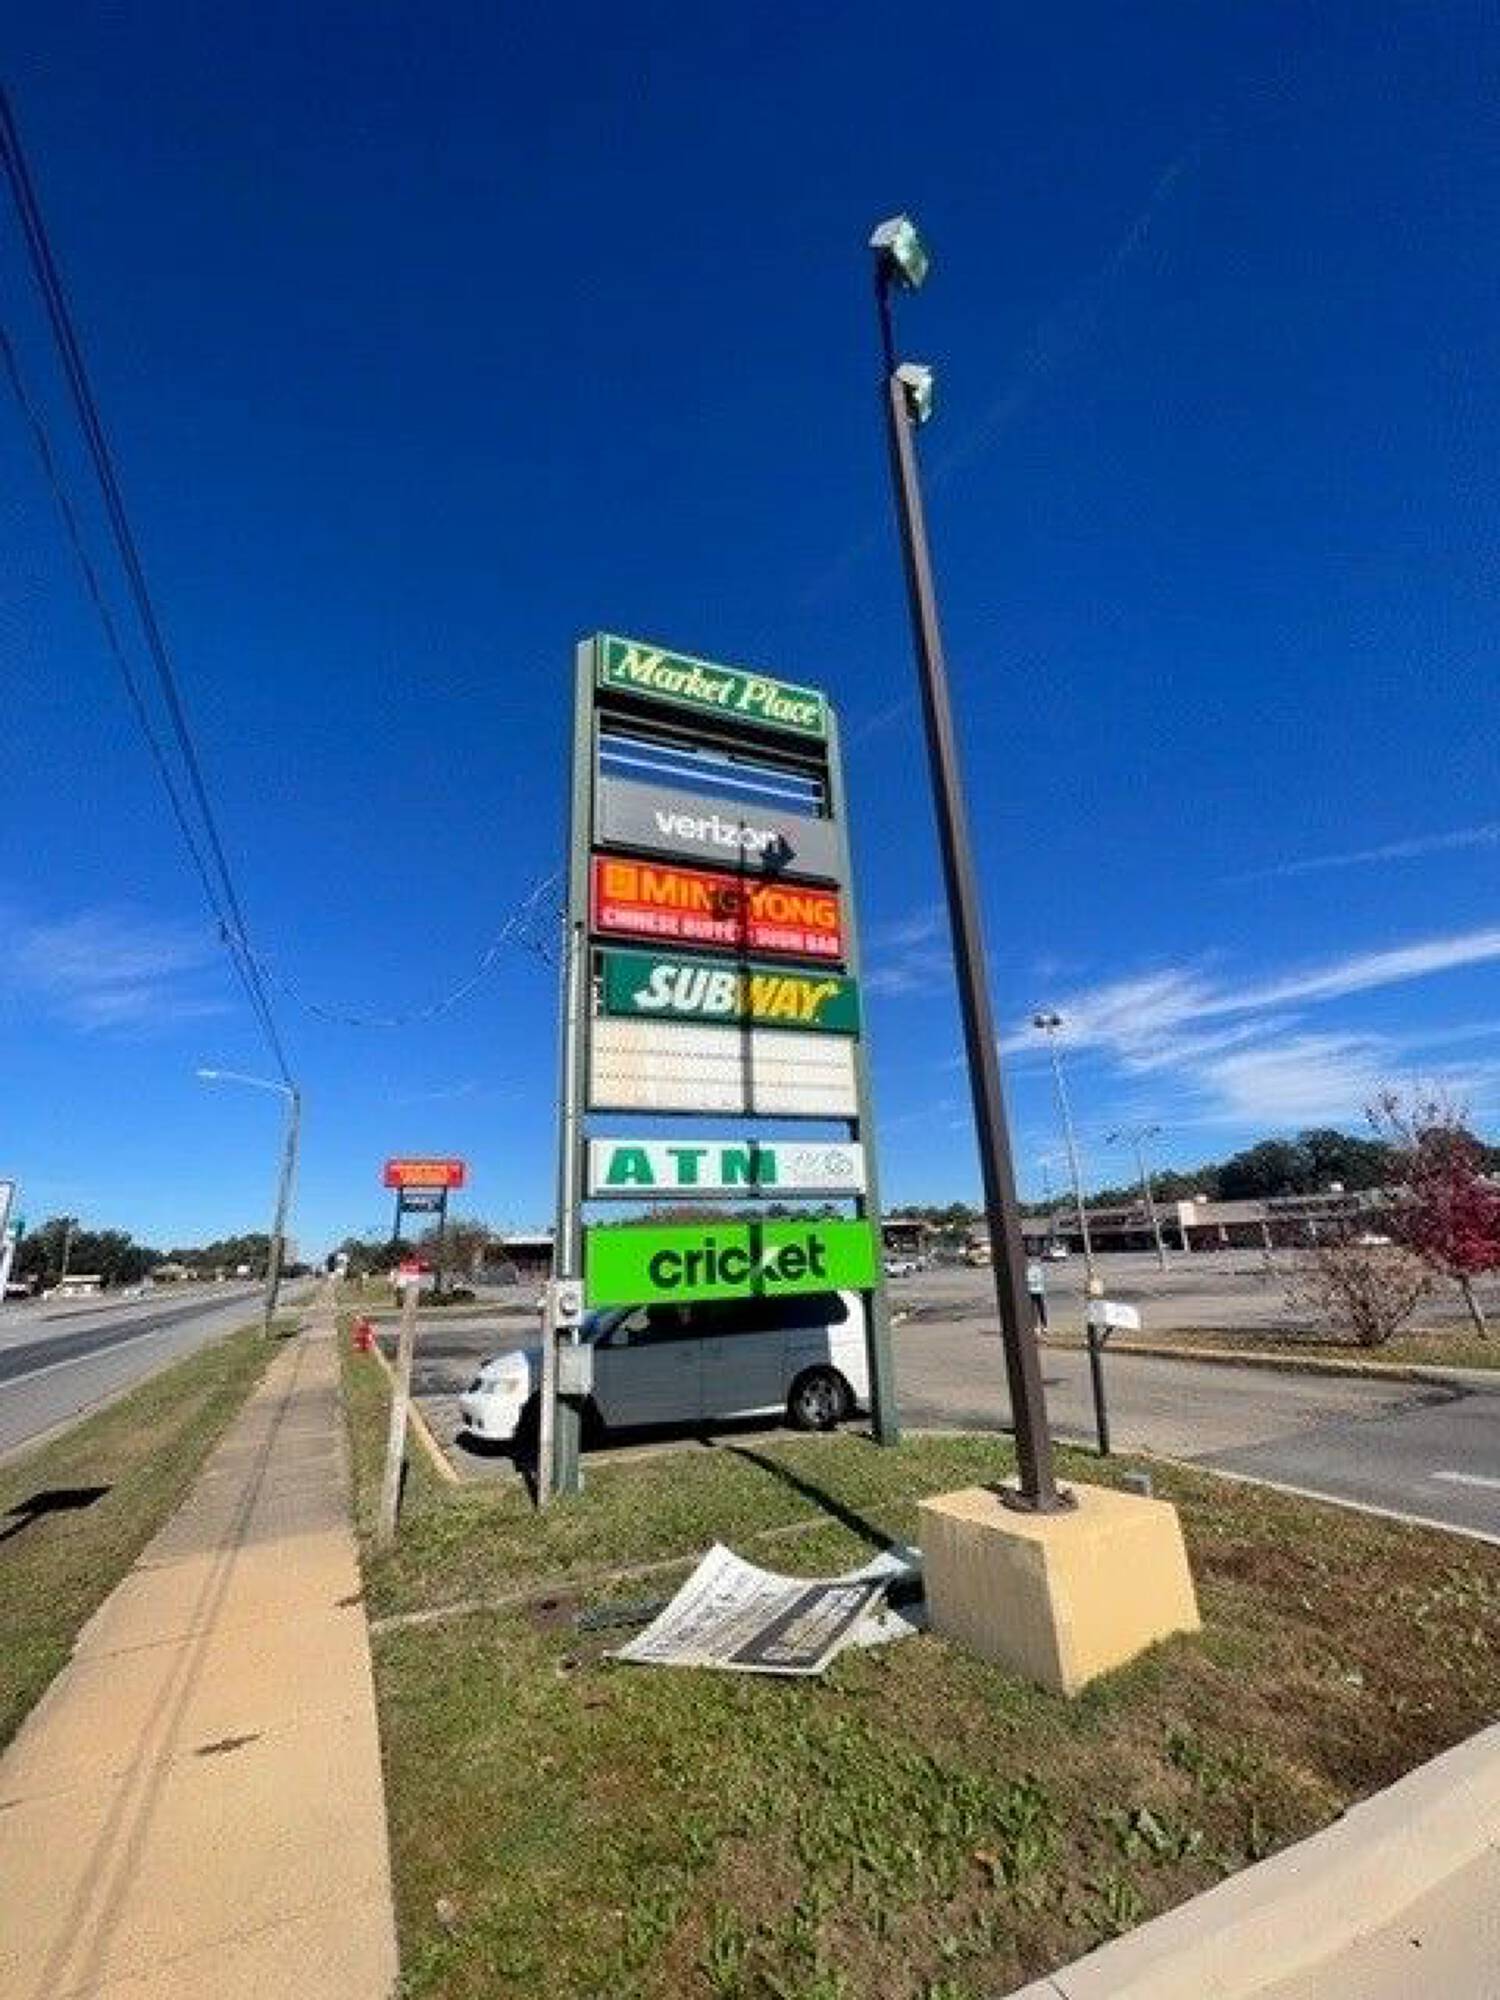 Market Place
verizon
MING YONG
CHINESE BUFFET SUSHI BAR
SUBWAY
ATM
cricket